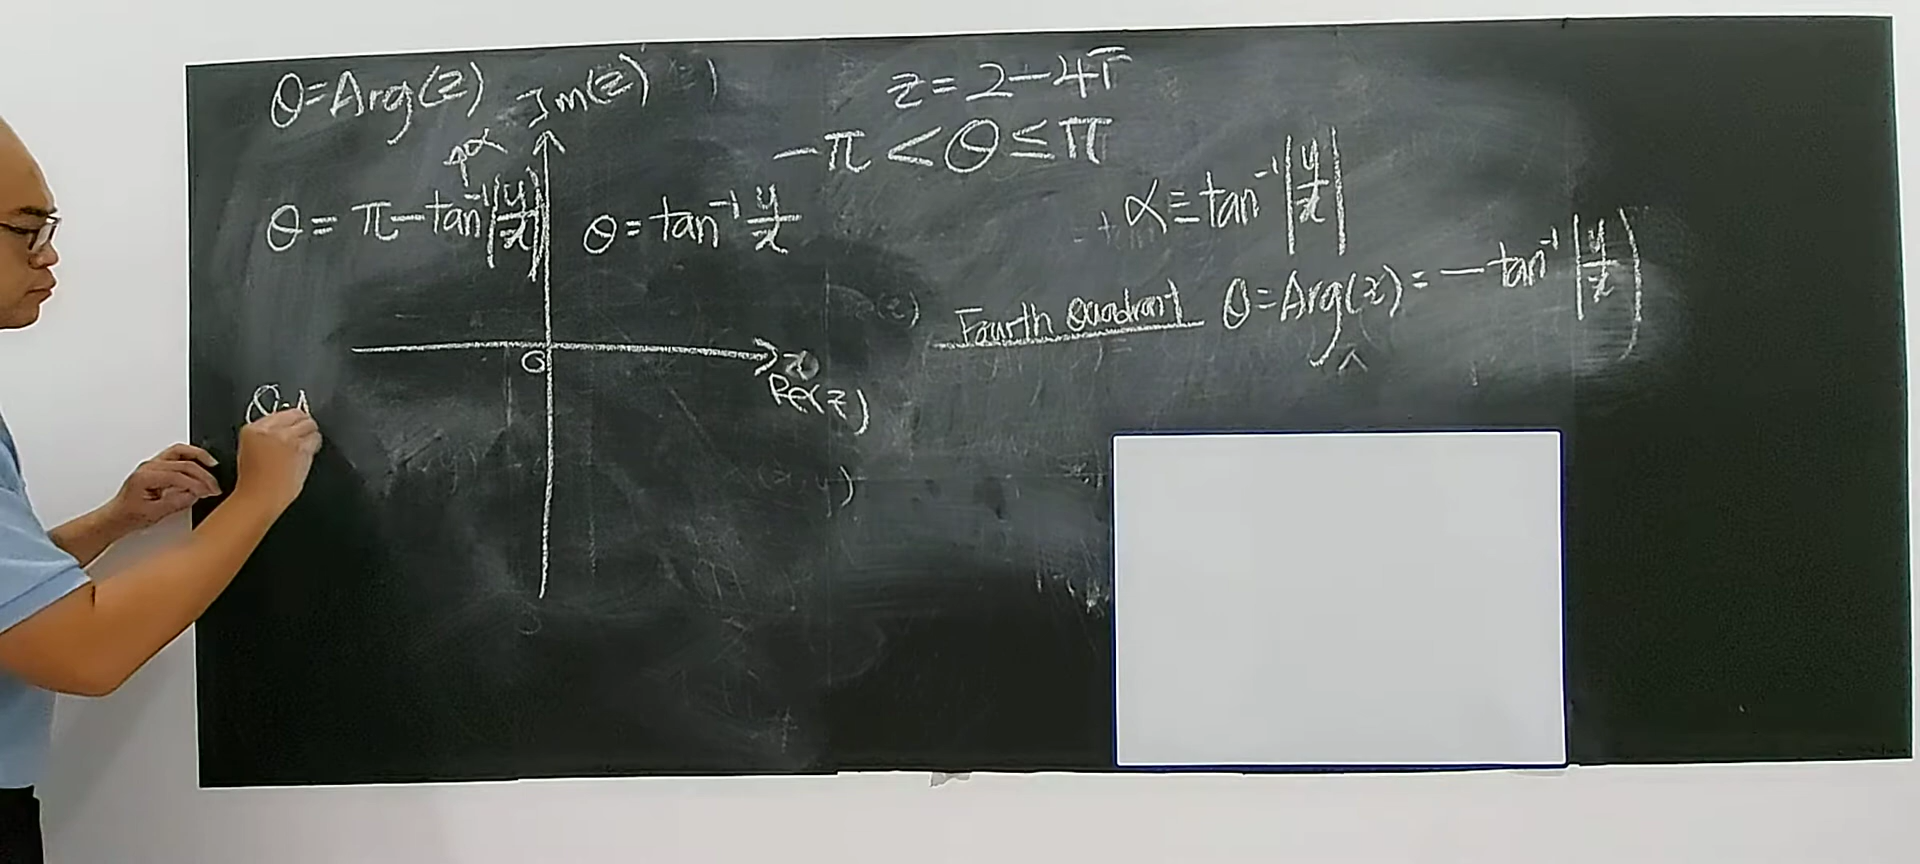 θ=Arg(z)
Im(z)
z=2-4i
-π<θ≤π
α
θ=π-tan⁻¹|y/x|
θ=tan⁻¹ y/x
α≡tan⁻¹|y/x|
Fourth Quadrant θ=Arg(z)=-tan⁻¹|y/x|
O
x
Re(z)
θ=
(x,y)